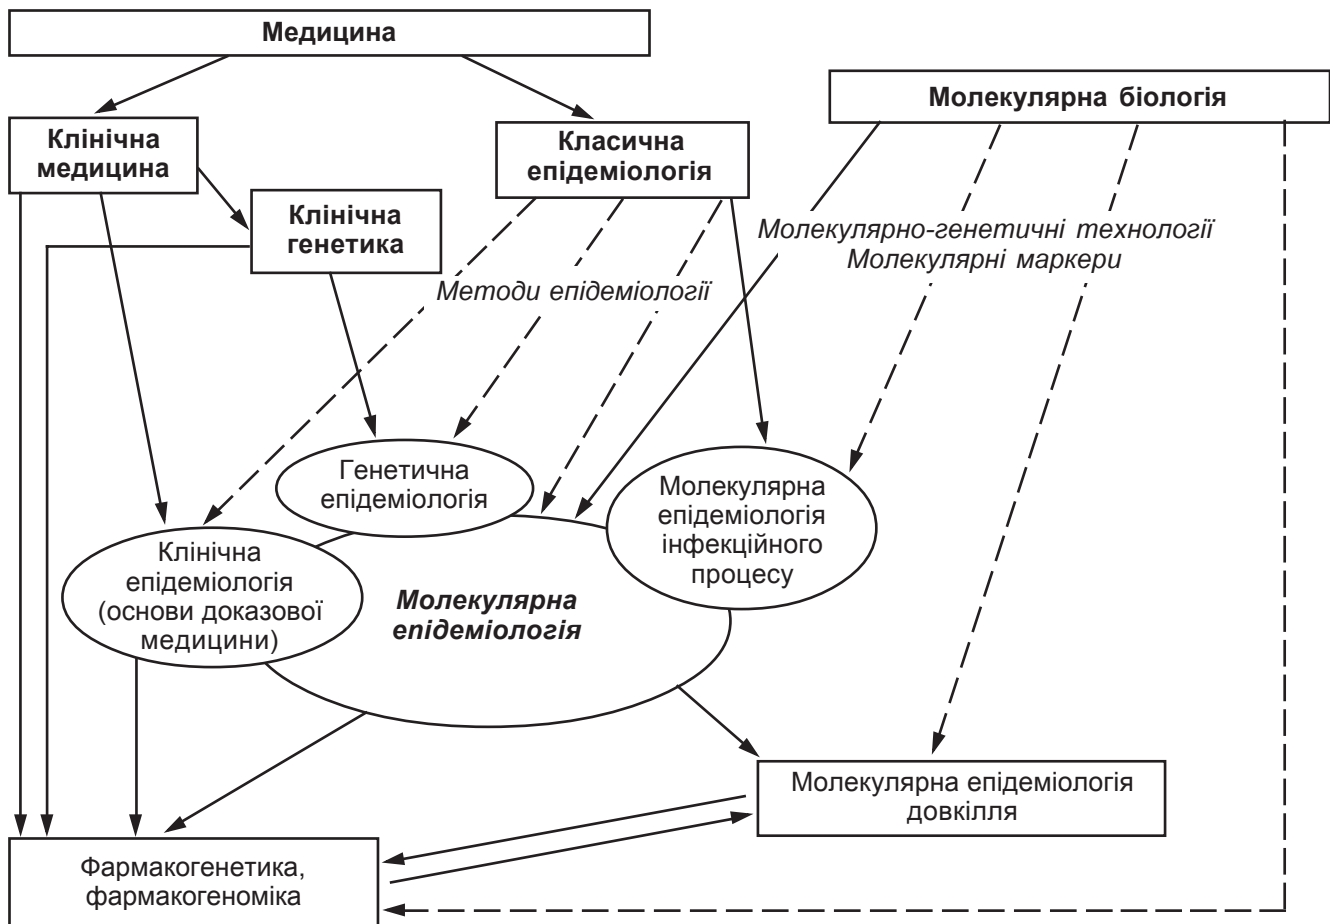 Медицина
Молекулярна біологія
Клінічна
медицина
Класична
епідеміологія
Клінічна
генетика
Молекулярно-генетичні технології
Молекулярні маркери
Методи епідеміології
Генетична
епідеміологія
Молекулярна
епідеміологія
інфекційного
процесу
Клінічна
епідеміологія
(основи доказової
медицини)
Молекулярна
епідеміологія
Молекулярна епідеміологія
довкілля
Фармакогенетика,
фармакогеноміка